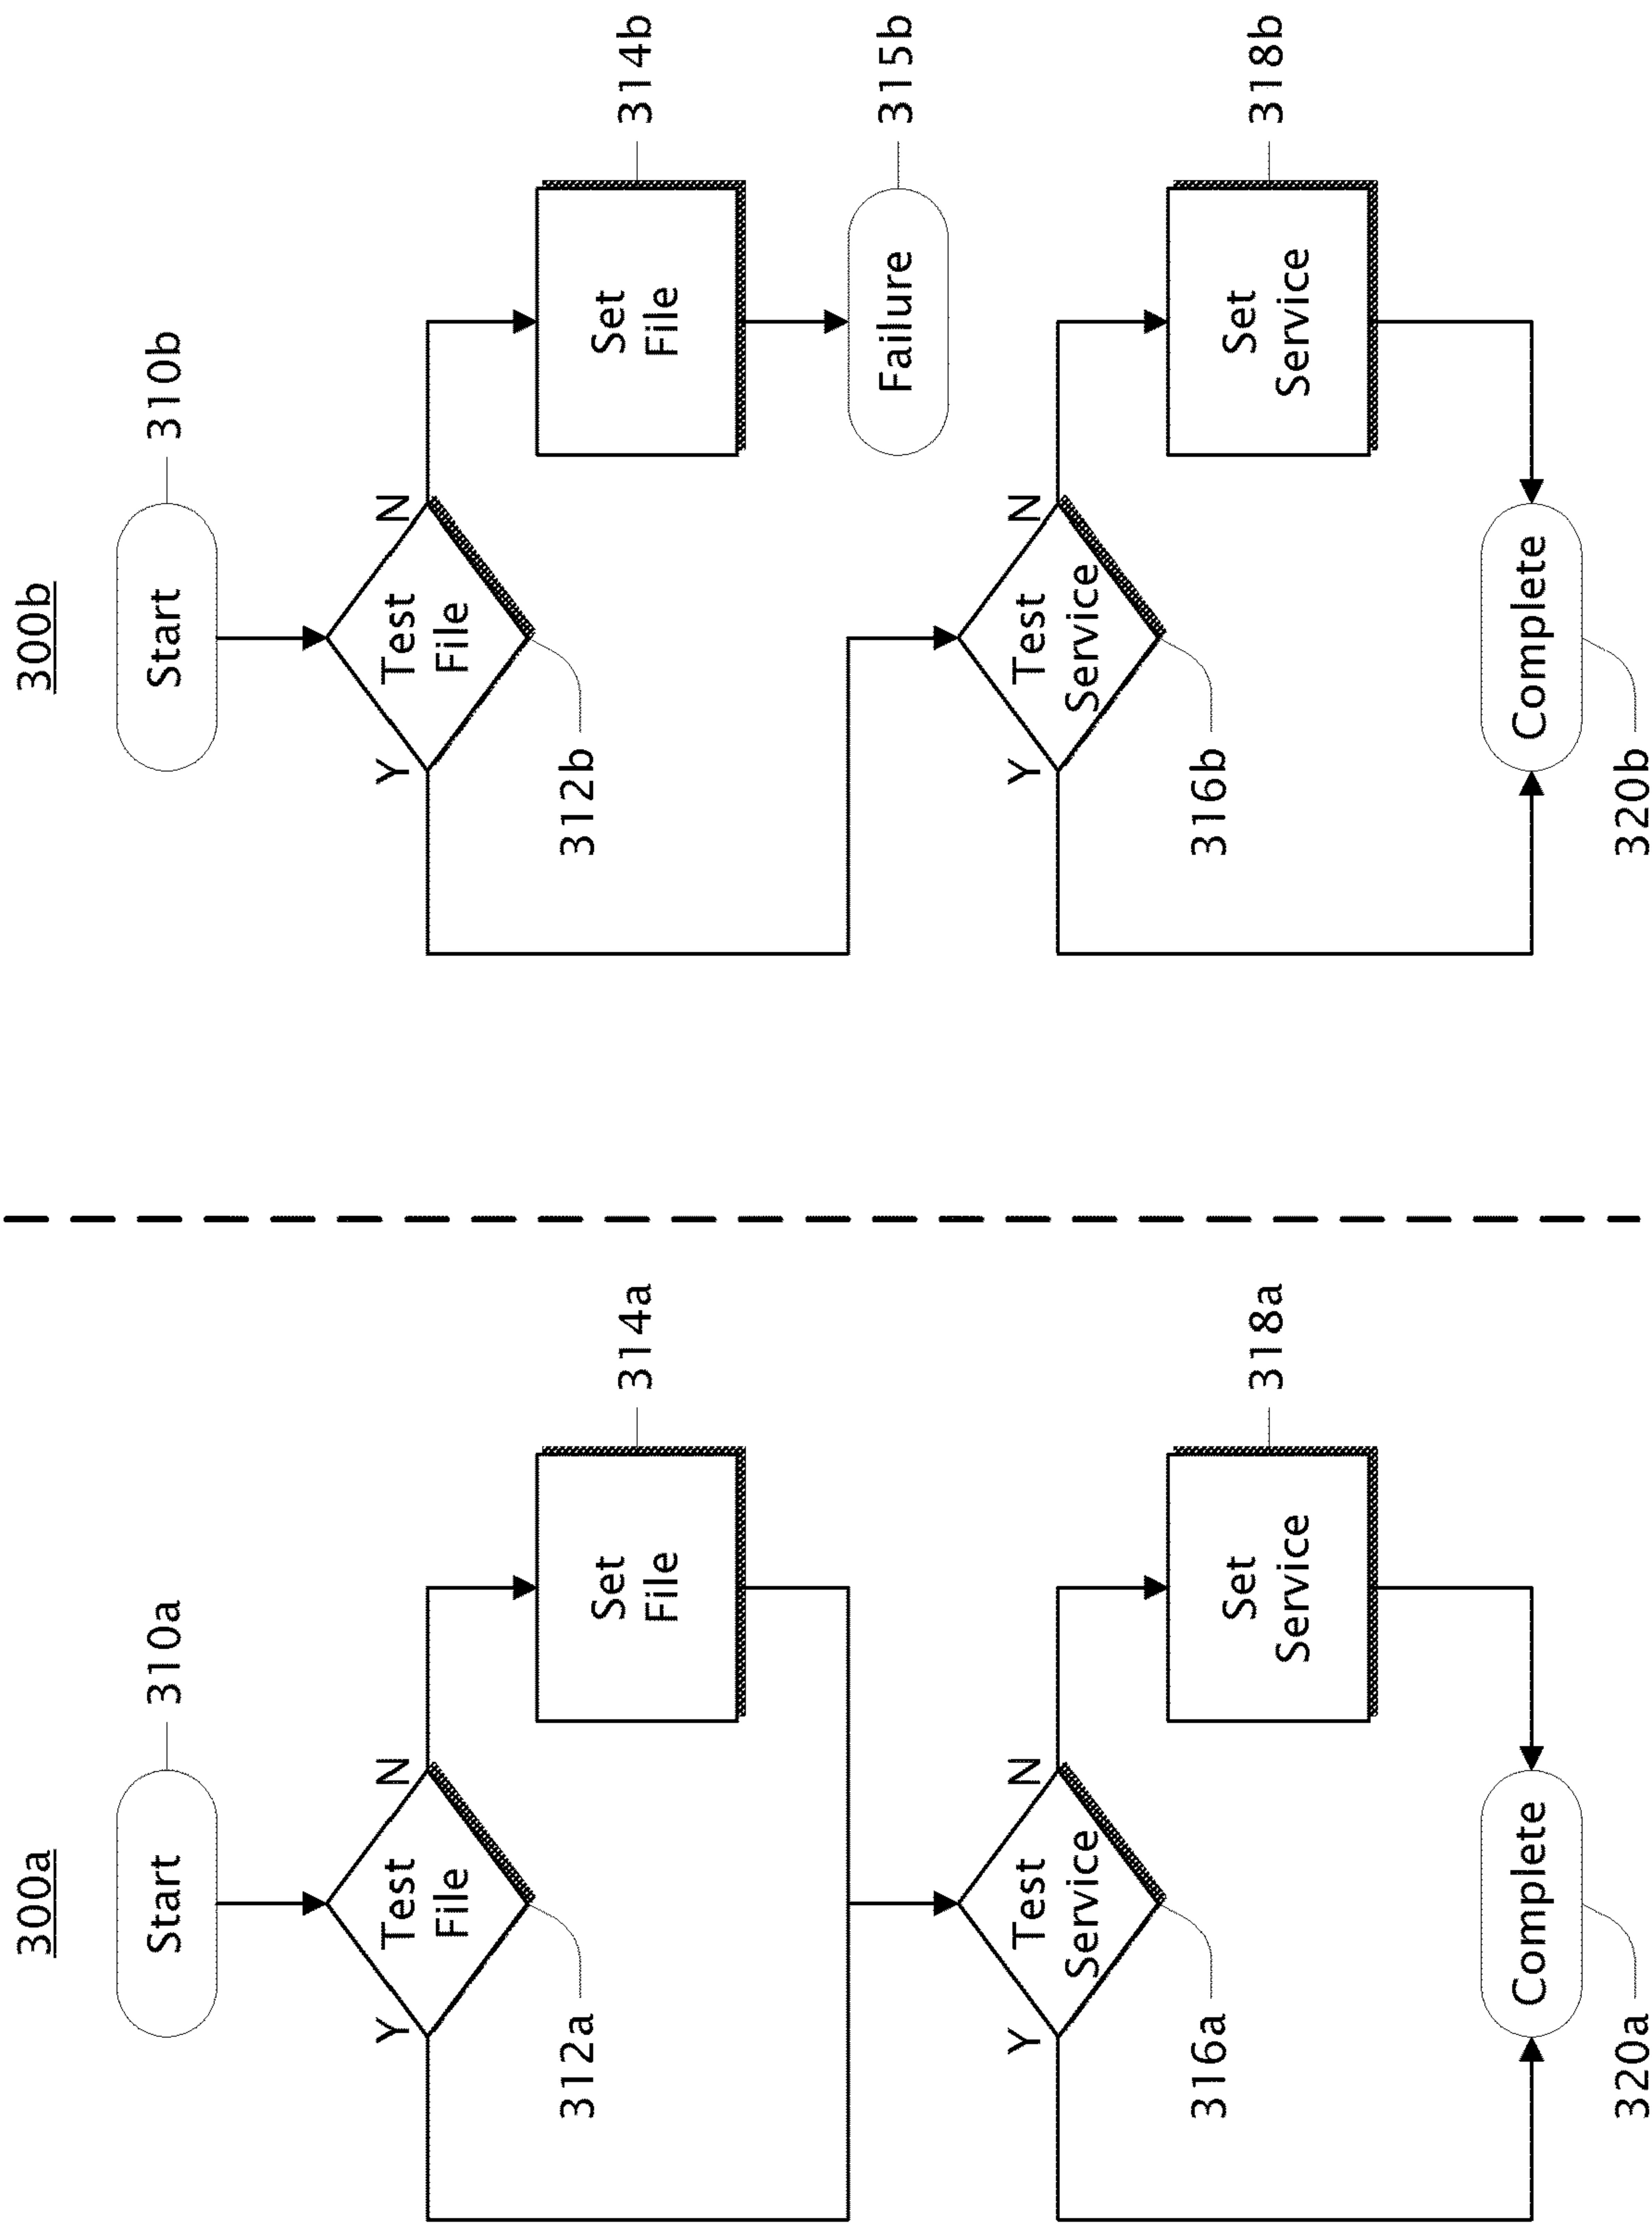 300a
Start
310a
Y
N
Test
File
312a
Set
File
314a
Y
N
Test
Service
316a
Set
Service
318a
Complete
320a
300b
Start
310b
Y
N
Test
File
312b
Set
File
314b
Failure
315b
Y
N
Test
Service
316b
Set
Service
318b
Complete
320b